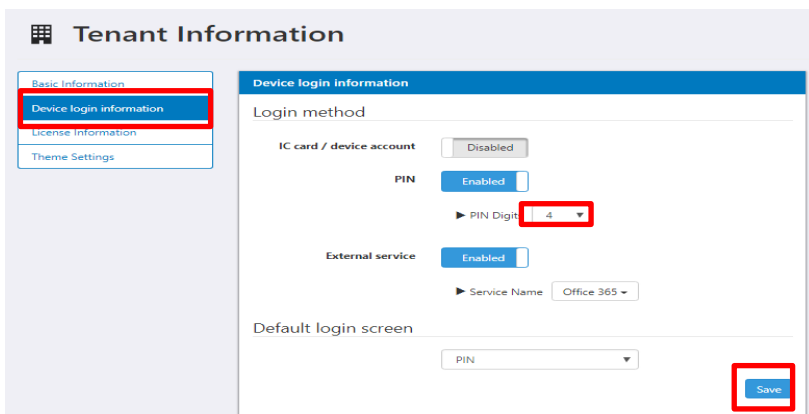 Tenant Information
Basic Information
Device login information
License Information
Theme Settings
Device login information
Login method
IC card / device account Disabled
PIN Enabled
▶ PIN Digit 4 ▼
External service Enabled
▶ Service Name Office 365 ▾
Default login screen
PIN ▼
Save